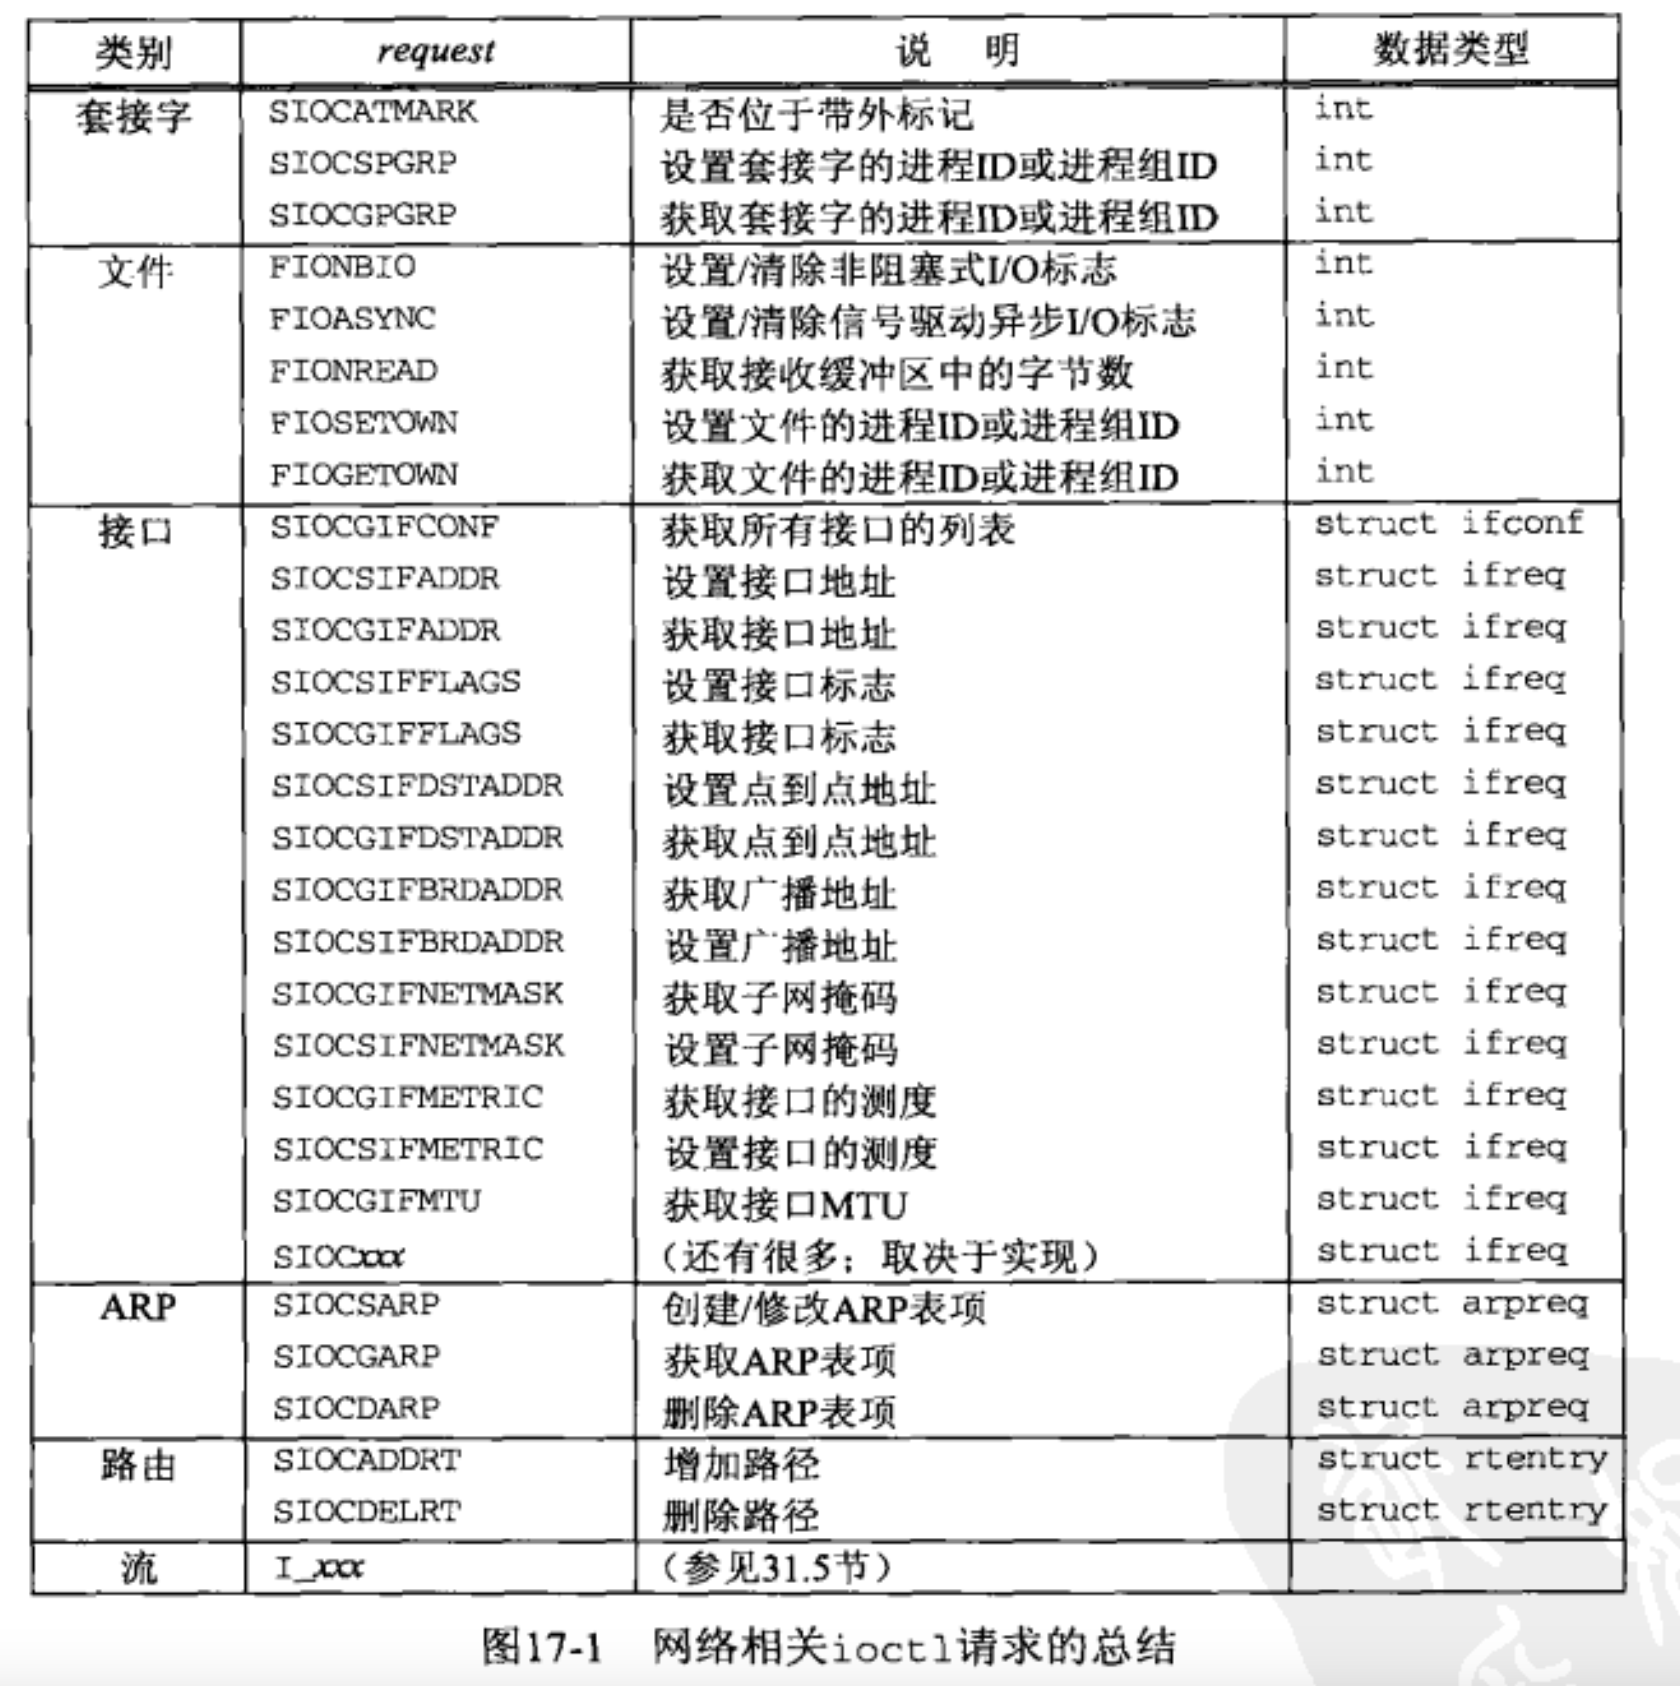 类别 request 说 明 数据类型
套接字 SIOCATMARK 是否位于带外标记 int
SIOCSPGRP 设置套接字的进程ID或进程组ID int
SIOCGPGRP 获取套接字的进程ID或进程组ID int
文件 FIONBIO 设置/清除非阻塞式I/O标志 int
FIOASYNC 设置/清除信号驱动异步I/O标志 int
FIONREAD 获取接收缓冲区中的字节数 int
FIOSETOWN 设置文件的进程ID或进程组ID int
FIOGETOWN 获取文件的进程ID或进程组ID int
接口 SIOCGIFCONF 获取所有接口的列表 struct ifconf
SIOCSIFADDR 设置接口地址 struct ifreq
SIOCGIFADDR 获取接口地址 struct ifreq
SIOCSIFFLAGS 设置接口标志 struct ifreq
SIOCGIFFLAGS 获取接口标志 struct ifreq
SIOCSIFDSTADDR 设置点到点地址 struct ifreq
SIOCGIFDSTADDR 获取点到点地址 struct ifreq
SIOCGIFBRDADDR 获取广播地址 struct ifreq
SIOCSIFBRDADDR 设置广播地址 struct ifreq
SIOCGIFNETMASK 获取子网掩码 struct ifreq
SIOCSIFNETMASK 设置子网掩码 struct ifreq
SIOCGIFMETRIC 获取接口的测度 struct ifreq
SIOCSIFMETRIC 设置接口的测度 struct ifreq
SIOCGIFMTU 获取接口MTU struct ifreq
SIOCxxx （还有很多；取决于实现） struct ifreq
ARP SIOCSARP 创建/修改ARP表项 struct arpreq
SIOCGARP 获取ARP表项 struct arpreq
SIOCDARP 删除ARP表项 struct arpreq
路由 SIOCADDRT 增加路径 struct rtentry
SIOCDELRT 删除路径 struct rtentry
流 I_xxx （参见31.5节）
图17-1 网络相关ioctl请求的总结